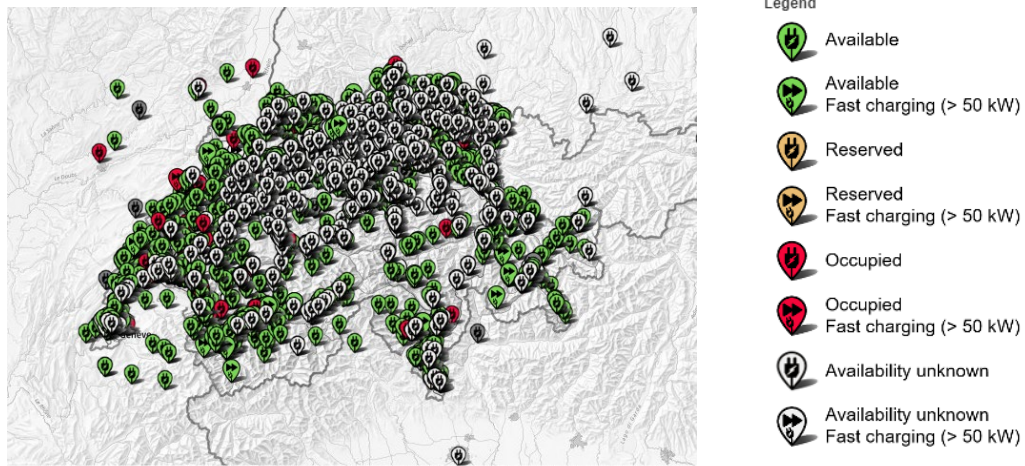 Legend
Available
Available
Fast charging (> 50 kW)
Reserved
Reserved
Fast charging (> 50 kW)
Occupied
Occupied
Fast charging (> 50 kW)
Availability unknown
Availability unknown
Fast charging (> 50 kW)